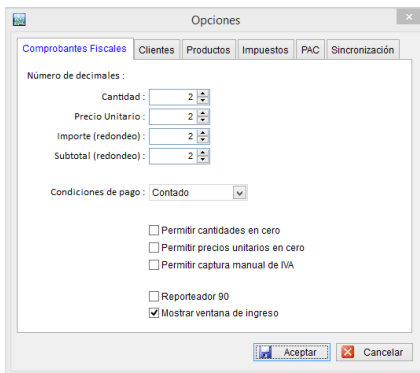 Opciones
Comprobantes Fiscales Clientes Productos Impuestos PAC Sincronización
Número de decimales :
Cantidad : 2
Precio Unitario : 2
Importe (redondeo) : 2
Subtotal (redondeo) : 2
Condiciones de pago : Contado
Permitir cantidades en cero
Permitir precios unitarios en cero
Permitir captura manual de IVA
Reporteador 90
Mostrar ventana de ingreso
Aceptar Cancelar